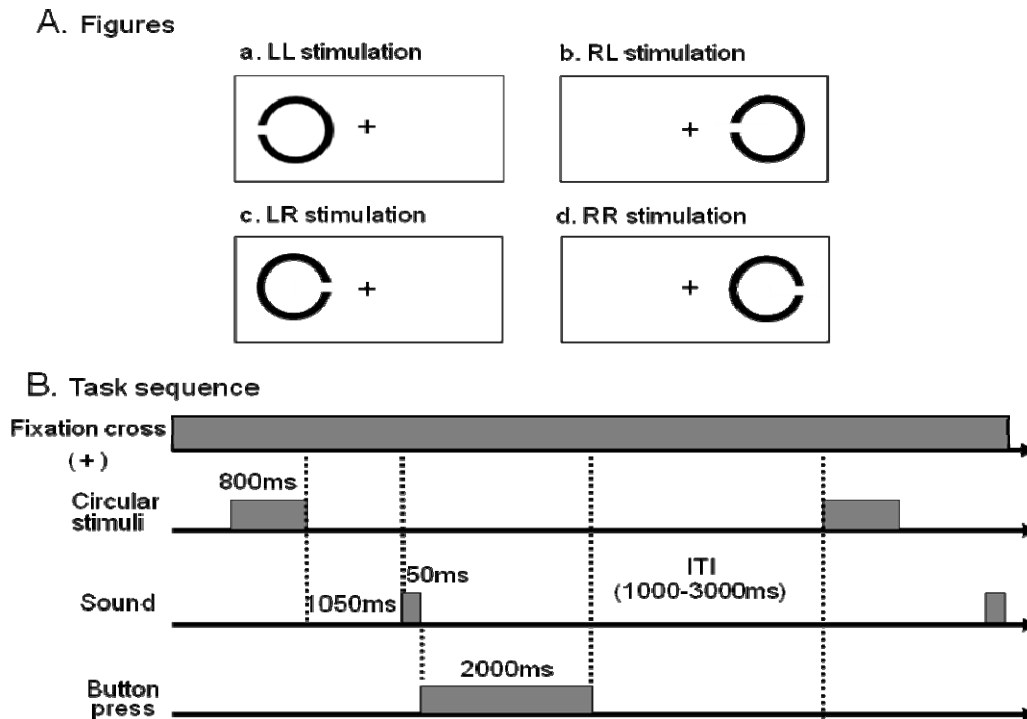 A. Figures
a. LL stimulation b. RL stimulation
+ +
c. LR stimulation d. RR stimulation
+ +
B. Task sequence
Fixation cross
(+)
800ms
Circular
stimuli
50ms
ITI
(1000-3000ms)
Sound
1050ms
2000ms
Button
press